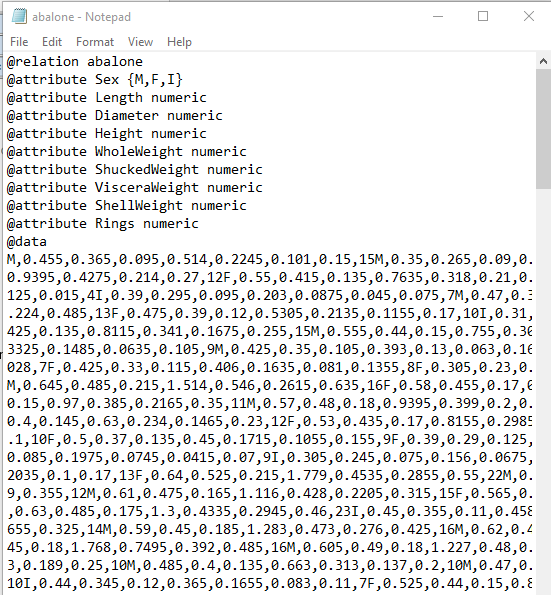 abalone - Notepad
File Edit Format View Help
@relation abalone
@attribute Sex {M,F,I}
@attribute Length numeric
@attribute Diameter numeric
@attribute Height numeric
@attribute WholeWeight numeric
@attribute ShuckedWeight numeric
@attribute VisceraWeight numeric
@attribute ShellWeight numeric
@attribute Rings numeric
@data
M,0.455,0.365,0.095,0.514,0.2245,0.101,0.15,15M,0.35,0.265,0.09,0.
0.9395,0.4275,0.214,0.27,12F,0.55,0.415,0.135,0.7635,0.318,0.21,0.
125,0.015,4I,0.39,0.295,0.095,0.203,0.0875,0.045,0.075,7M,0.47,0.3
.224,0.485,13F,0.475,0.39,0.12,0.5305,0.2135,0.1155,0.17,10I,0.31,
425,0.135,0.8115,0.341,0.1675,0.255,15M,0.555,0.44,0.15,0.755,0.30
3325,0.1485,0.0635,0.105,9M,0.425,0.35,0.105,0.393,0.13,0.063,0.16
028,7F,0.425,0.33,0.115,0.406,0.1635,0.081,0.1355,8F,0.305,0.23,0.
M,0.645,0.485,0.215,1.514,0.546,0.2615,0.635,16F,0.58,0.455,0.17,0
0.15,0.97,0.385,0.2165,0.35,11M,0.57,0.48,0.18,0.9395,0.399,0.2,0.
0.4,0.145,0.63,0.234,0.1465,0.23,12F,0.53,0.435,0.17,0.8155,0.2985
.1,10F,0.5,0.37,0.135,0.45,0.1715,0.1055,0.155,9F,0.39,0.29,0.125,
0.085,0.1975,0.0745,0.0415,0.07,9I,0.305,0.245,0.075,0.156,0.0675,
2035,0.1,0.17,13F,0.64,0.525,0.215,1.779,0.4535,0.2855,0.55,22M,0.
9,0.355,12M,0.61,0.475,0.165,1.116,0.428,0.2205,0.315,15F,0.565,0.
,0.63,0.485,0.175,1.3,0.4335,0.2945,0.46,23I,0.45,0.355,0.11,0.458
655,0.325,14M,0.59,0.45,0.185,1.283,0.473,0.276,0.425,16M,0.62,0.4
45,0.18,1.768,0.7495,0.392,0.485,16M,0.605,0.49,0.18,1.227,0.48,0.
3,0.189,0.25,10M,0.485,0.4,0.135,0.663,0.313,0.137,0.2,10M,0.47,0.
10I,0.44,0.345,0.12,0.365,0.1655,0.083,0.11,7F,0.525,0.44,0.15,0.8